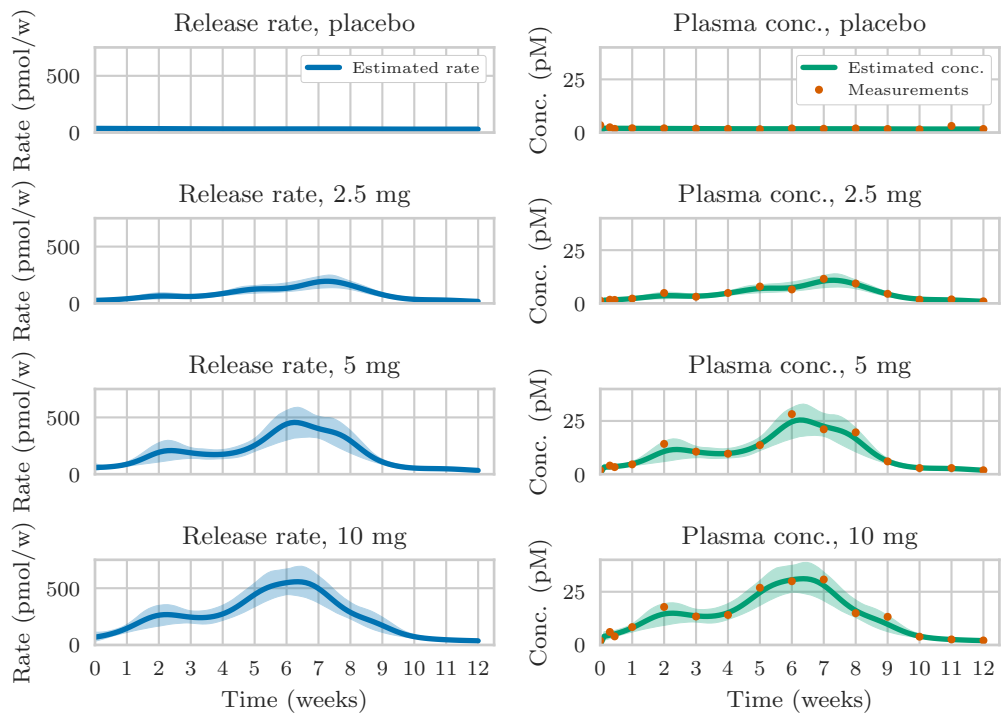 Release rate, placebo
Rate (pmol/w)
500
0
Estimated rate
Plasma conc., placebo
Conc. (pM)
25
0
Estimated conc.
Measurements
Release rate, 2.5 mg
Rate (pmol/w)
500
0
Plasma conc., 2.5 mg
Conc. (pM)
25
0
Release rate, 5 mg
Rate (pmol/w)
500
0
Plasma conc., 5 mg
Conc. (pM)
25
0
Release rate, 10 mg
Rate (pmol/w)
500
0
0 1 2 3 4 5 6 7 8 9 10 11 12
Time (weeks)
Plasma conc., 10 mg
Conc. (pM)
25
0
0 1 2 3 4 5 6 7 8 9 10 11 12
Time (weeks)